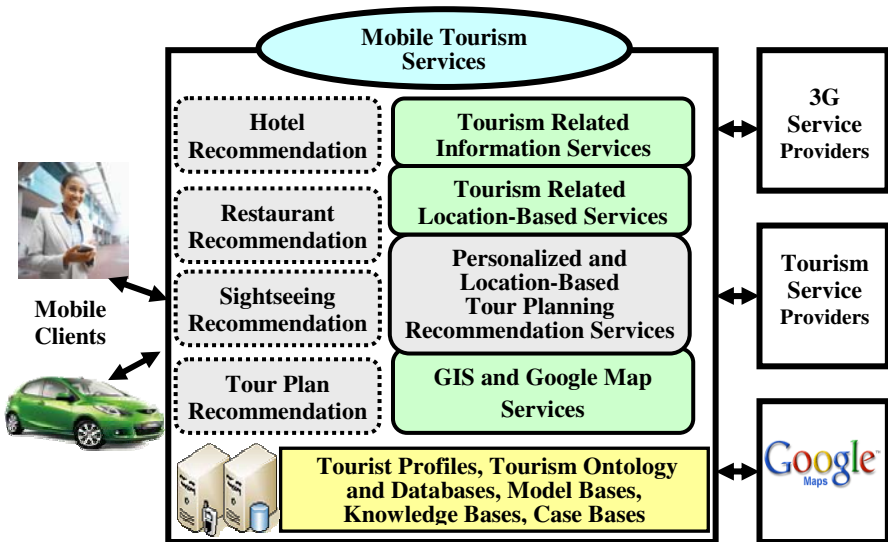 Mobile Tourism
Services
Hotel
Recommendation
Restaurant
Recommendation
Sightseeing
Recommendation
Tour Plan
Recommendation
Tourism Related
Information Services
Tourism Related
Location-Based Services
Personalized and
Location-Based
Tour Planning
Recommendation Services
GIS and Google Map
Services
Tourist Profiles, Tourism Ontology
and Databases, Model Bases,
Knowledge Bases, Case Bases
Mobile
Clients
3G
Service
Providers
Tourism
Service
Providers
Google™
Maps